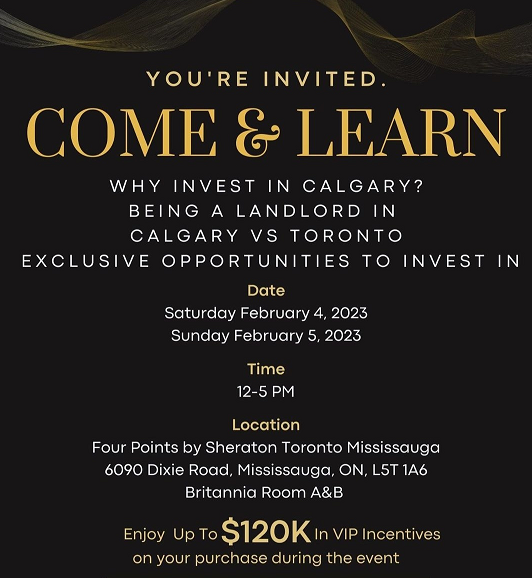 YOU'RE INVITED.
COME & LEARN
WHY INVEST IN CALGARY?
BEING A LANDLORD IN
CALGARY VS TORONTO
EXCLUSIVE OPPORTUNITIES TO INVEST IN
Date
Saturday February 4, 2023
Sunday February 5, 2023
Time
12-5 PM
Location
Four Points by Sheraton Toronto Mississauga
6090 Dixie Road, Mississauga, ON, L5T 1A6
Britannia Room A&B
Enjoy Up To $120K In VIP Incentives
on your purchase during the event